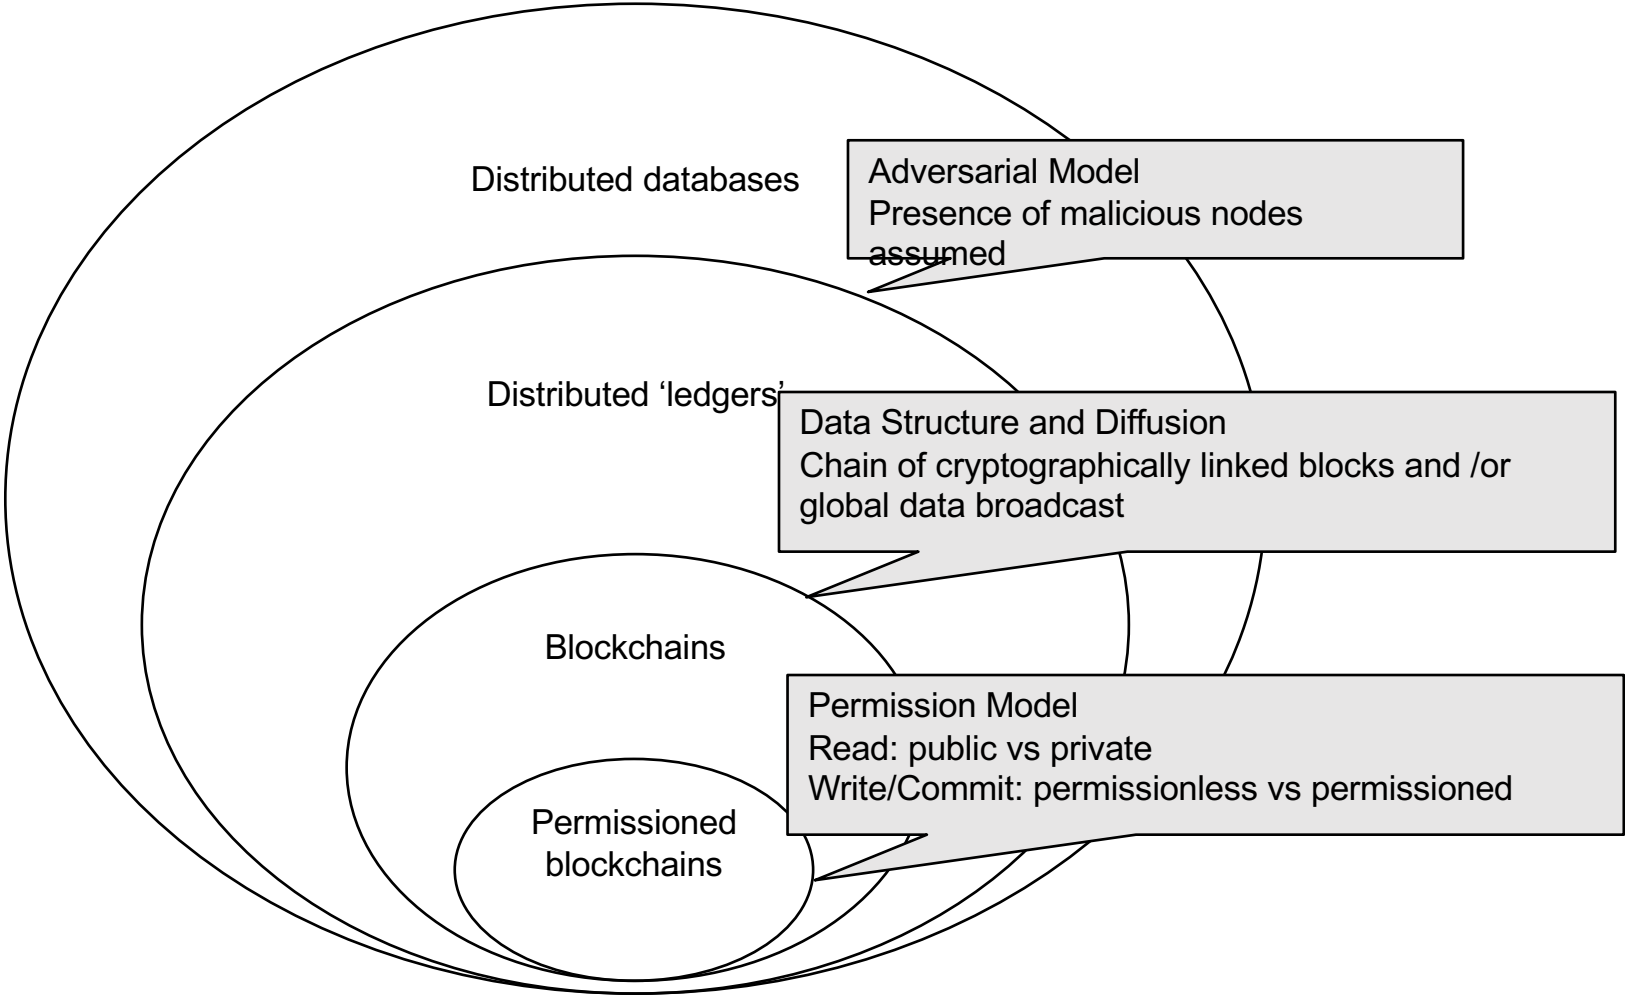 Distributed databases
Adversarial Model
Presence of malicious nodes
assumed
Distributed ‘ledgers’
Data Structure and Diffusion
Chain of cryptographically linked blocks and /or
global data broadcast
Blockchains
Permission Model
Read: public vs private
Write/Commit: permissionless vs permissioned
Permissioned
blockchains